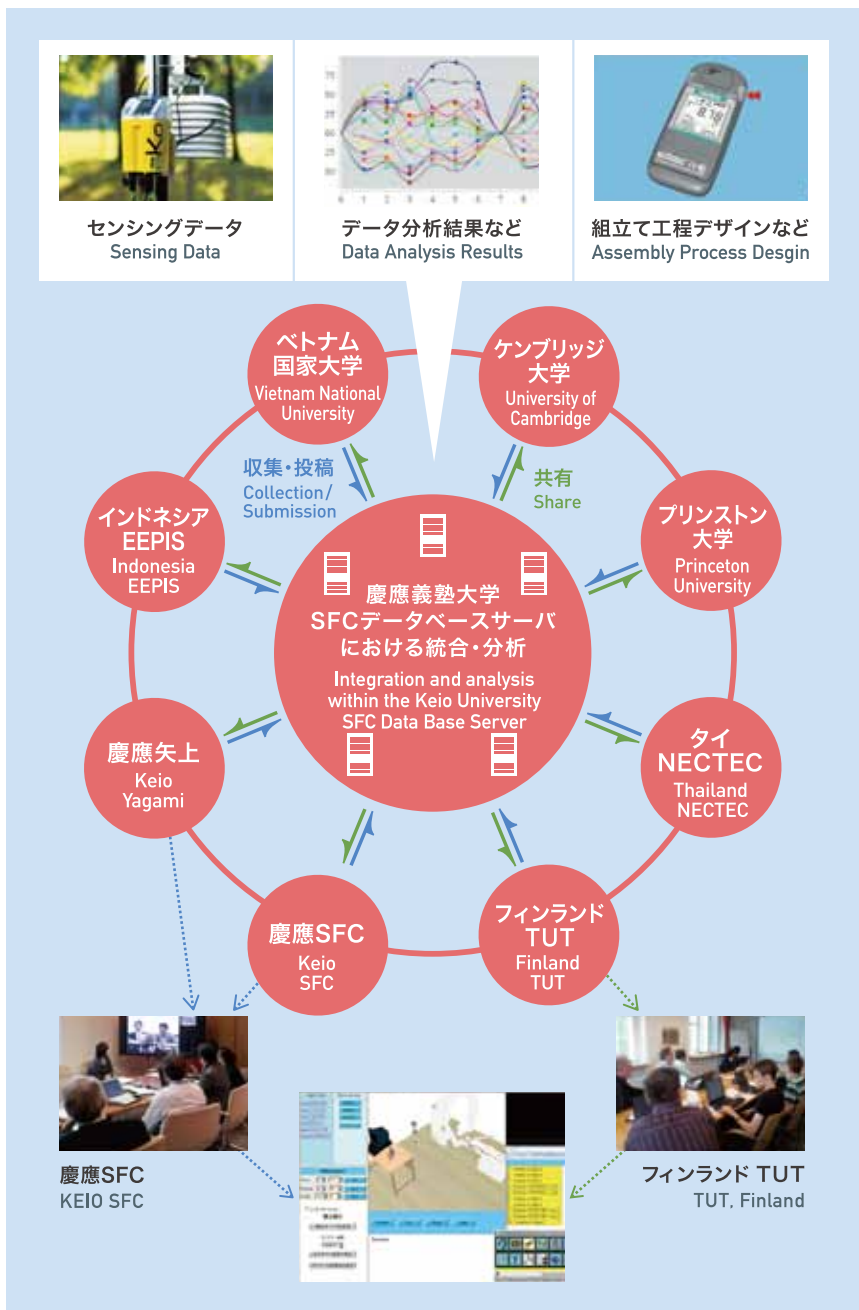 センシングデータ
Sensing Data
データ分析結果など
Data Analysis Results
組立て工程デザインなど
Assembly Process Desgin
ベトナム
国家大学
Vietnam National
University
ケンブリッジ
大学
University of
Cambridge
収集・投稿
Collection/
Submission
共有
Share
インドネシア
EEPIS
Indonesia
EEPIS
プリンストン
大学
Princeton
University
慶應義塾大学
SFCデータベースサーバ
における統合・分析
Integration and analysis
within the Keio University
SFC Data Base Server
慶應矢上
Keio
Yagami
タイ
NECTEC
Thailand
NECTEC
慶應SFC
Keio
SFC
フィンランド
TUT
Finland
TUT
慶應SFC
KEIO SFC
フィンランド TUT
TUT, Finland